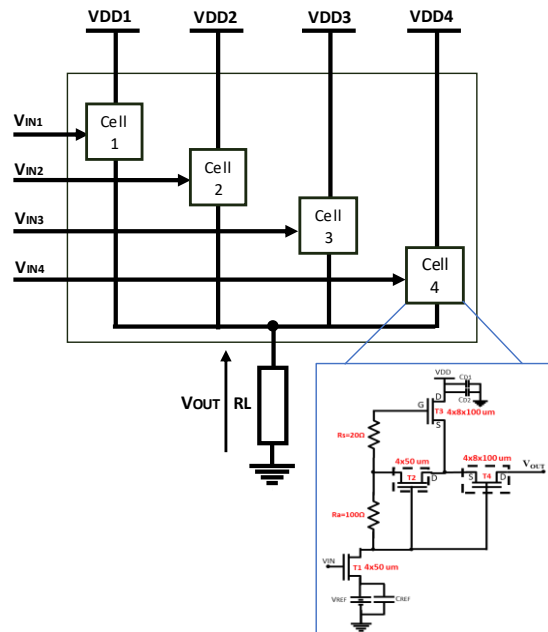 VDD1 VDD2 VDD3 VDD4
VIN1
Cell
1
VIN2
Cell
2
VIN3
Cell
3
VIN4
Cell
4
VOUT RL
VDD
CD1
CD2
D
G
T3
S
4x8x100 um
Rs=20Ω
4x50 um
4x8x100 um
T2
D
S
T4
D
VOUT
Ra=100Ω
VIN
T1 4x50 um
VREF
CREF